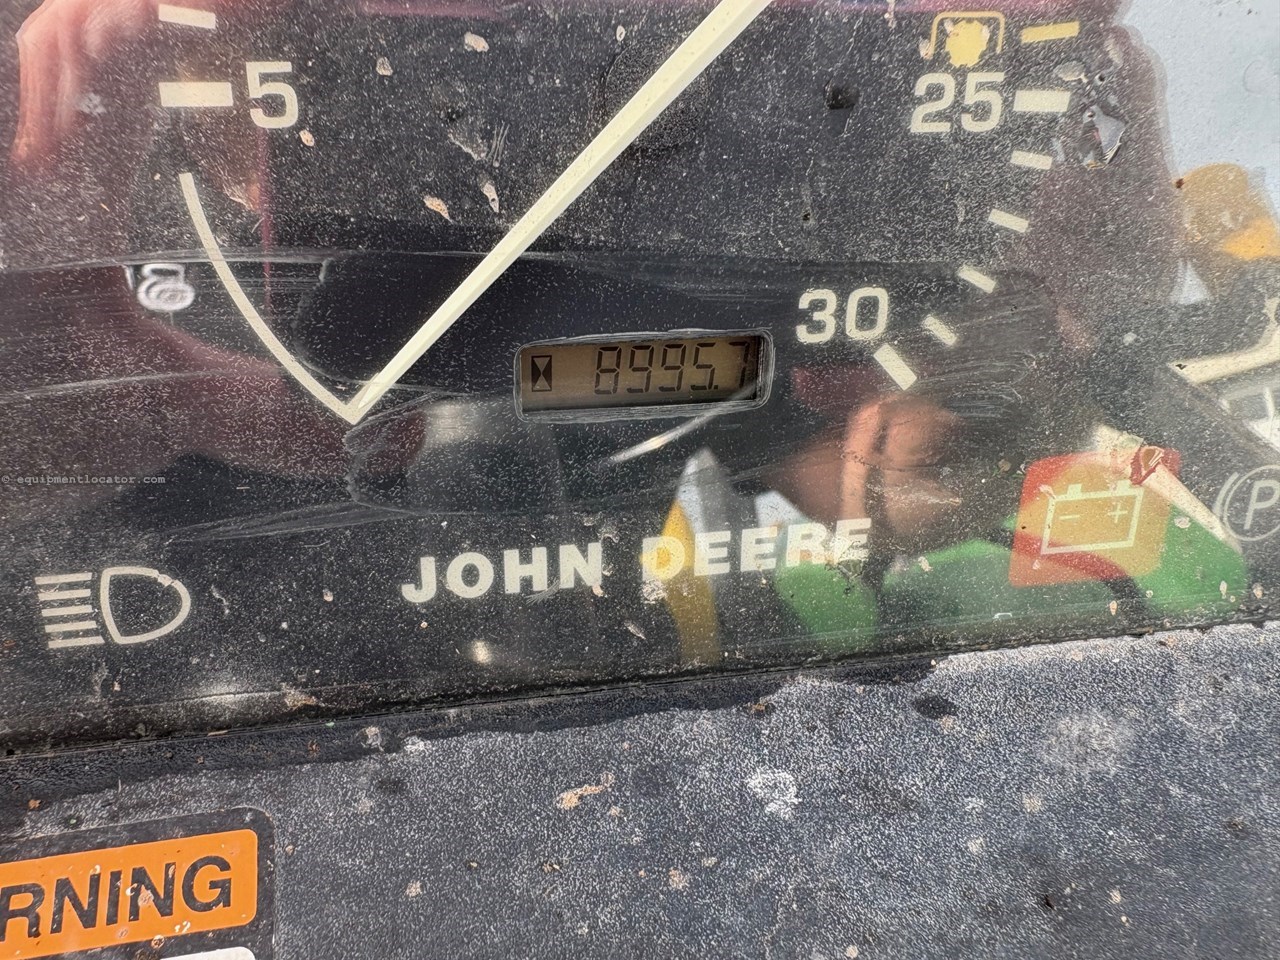 5
25
30
8995.7
© equipmentlocator.com
JOHN DEERE
- +
P
RNING